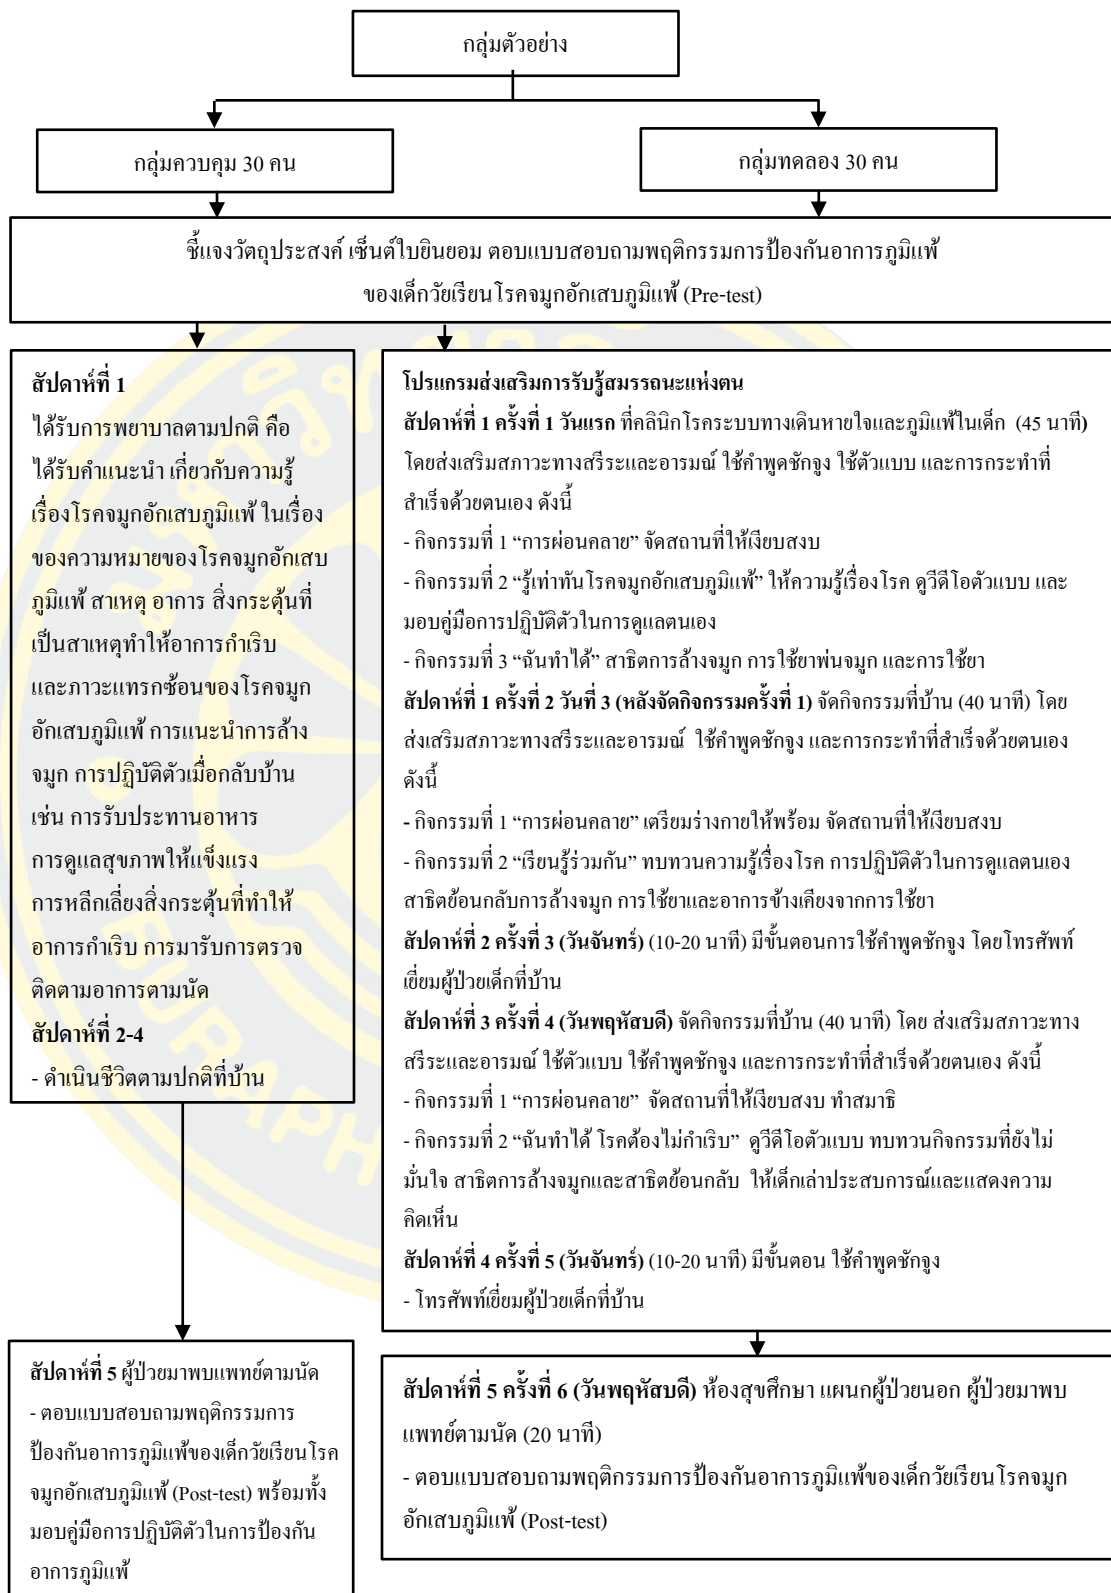 กลุ่มตัวอย่าง
กลุ่มควบคุม 30 คน
กลุ่มทดลอง 30 คน
ชี้แจงวัตถุประสงค์ เซ็นต์ใบยินยอม ตอบแบบสอบถามพฤติกรรมการป้องกันอาการภูมิแพ้
ของเด็กวัยเรียนโรคจมูกอักเสบภูมิแพ้ (Pre-test)
สัปดาห์ที่ 1
ได้รับการพยาบาลตามปกติ คือ
ได้รับคำแนะนำ เกี่ยวกับความรู้
เรื่องโรคจมูกอักเสบภูมิแพ้ ในเรื่อง
ของความหมายของโรคจมูกอักเสบ
ภูมิแพ้ สาเหตุ อาการ สิ่งกระตุ้นที่
เป็นสาเหตุทำให้อาการกำเริบ
และภาวะแทรกซ้อนของโรคจมูก
อักเสบภูมิแพ้ การแนะนำการล้าง
จมูก การปฏิบัติตัวเมื่อกลับบ้าน
เช่น การรับประทานอาหาร
การดูแลสุขภาพให้แข็งแรง
การหลีกเลี่ยงสิ่งกระตุ้นที่ทำให้
อาการกำเริบ การมารับการตรวจ
ติดตามอาการตามนัด
สัปดาห์ที่ 2-4
- ดำเนินชีวิตตามปกติที่บ้าน
โปรแกรมส่งเสริมการรับรู้สมรรถนะแห่งตน
สัปดาห์ที่ 1 ครั้งที่ 1 วันแรก ที่คลินิกโรคระบบทางเดินหายใจและภูมิแพ้ในเด็ก (45 นาที)
โดยส่งเสริมสภาวะทางสรีระและอารมณ์ ใช้คำพูดชักจูง ใช้ตัวแบบ และการกระทำที่
สำเร็จด้วยตนเอง ดังนี้
- กิจกรรมที่ 1 “การผ่อนคลาย” จัดสถานที่ให้เงียบสงบ
- กิจกรรมที่ 2 “รู้เท่าทันโรคจมูกอักเสบภูมิแพ้” ให้ความรู้เรื่องโรค ดูวีดีโอตัวแบบ และ
มอบคู่มือการปฏิบัติตัวในการดูแลตนเอง
- กิจกรรมที่ 3 “ฉันทำได้” สาธิตการล้างจมูก การใช้ยาพ่นจมูก และการใช้ยา
สัปดาห์ที่ 1 ครั้งที่ 2 วันที่ 3 (หลังจัดกิจกรรมครั้งที่ 1) จัดกิจกรรมที่บ้าน (40 นาที) โดย
ส่งเสริมสภาวะทางสรีระและอารมณ์ ใช้คำพูดชักจูง และการกระทำที่สำเร็จด้วยตนเอง
ดังนี้
- กิจกรรมที่ 1 “การผ่อนคลาย” เตรียมร่างกายให้พร้อม จัดสถานที่ให้เงียบสงบ
- กิจกรรมที่ 2 “เรียนรู้ร่วมกัน” ทบทวนความรู้เรื่องโรค การปฏิบัติตัวในการดูแลตนเอง
สาธิตย้อนกลับการล้างจมูก การใช้ยาและอาการข้างเคียงจากการใช้ยา
สัปดาห์ที่ 2 ครั้งที่ 3 (วันจันทร์) (10-20 นาที) มีขั้นตอนการใช้คำพูดชักจูง โดยโทรศัพท์
เยี่ยมผู้ป่วยเด็กที่บ้าน
สัปดาห์ที่ 3 ครั้งที่ 4 (วันพฤหัสบดี) จัดกิจกรรมที่บ้าน (40 นาที) โดย ส่งเสริมสภาวะทาง
สรีระและอารมณ์ ใช้ตัวแบบ ใช้คำพูดชักจูง และการกระทำที่สำเร็จด้วยตนเอง ดังนี้
- กิจกรรมที่ 1 “การผ่อนคลาย” จัดสถานที่ให้เงียบสงบ ทำสมาธิ
- กิจกรรมที่ 2 “ฉันทำได้ โรคต้องไม่กำเริบ” ดูวีดีโอตัวแบบ ทบทวนกิจกรรมที่ยังไม่
มั่นใจ สาธิตการล้างจมูกและสาธิตย้อนกลับ ให้เด็กเล่าประสบการณ์และแสดงความ
คิดเห็น
สัปดาห์ที่ 4 ครั้งที่ 5 (วันจันทร์) (10-20 นาที) มีขั้นตอน ใช้คำพูดชักจูง
- โทรศัพท์เยี่ยมผู้ป่วยเด็กที่บ้าน
สัปดาห์ที่ 5 ผู้ป่วยมาพบแพทย์ตามนัด
- ตอบแบบสอบถามพฤติกรรมการ
ป้องกันอาการภูมิแพ้ของเด็กวัยเรียนโรค
จมูกอักเสบภูมิแพ้ (Post-test) พร้อมทั้ง
มอบคู่มือการปฏิบัติตัวในการป้องกัน
อาการภูมิแพ้
สัปดาห์ที่ 5 ครั้งที่ 6 (วันพฤหัสบดี) ห้องสุขศึกษา แผนกผู้ป่วยนอก ผู้ป่วยมาพบ
แพทย์ตามนัด (20 นาที)
- ตอบแบบสอบถามพฤติกรรมการป้องกันอาการภูมิแพ้ของเด็กวัยเรียนโรคจมูก
อักเสบภูมิแพ้ (Post-test)